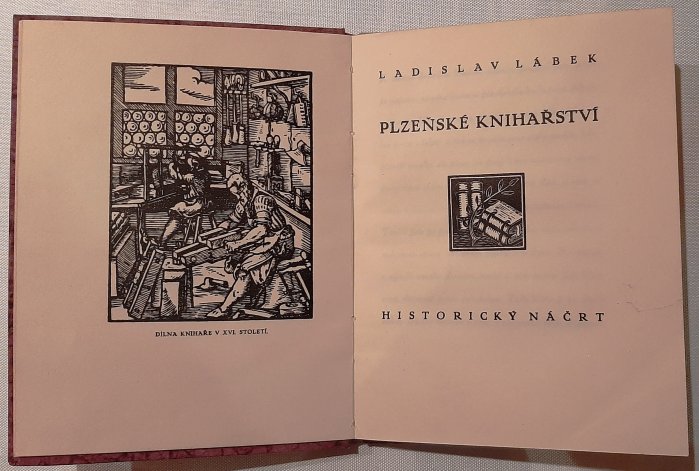 DÍLNA KNIHAŘE V XVI. STOLETÍ.
LADISLAV LÁBEK
PLZEŇSKÉ KNIHAŘSTVÍ
HISTORICKÝ NÁČRT